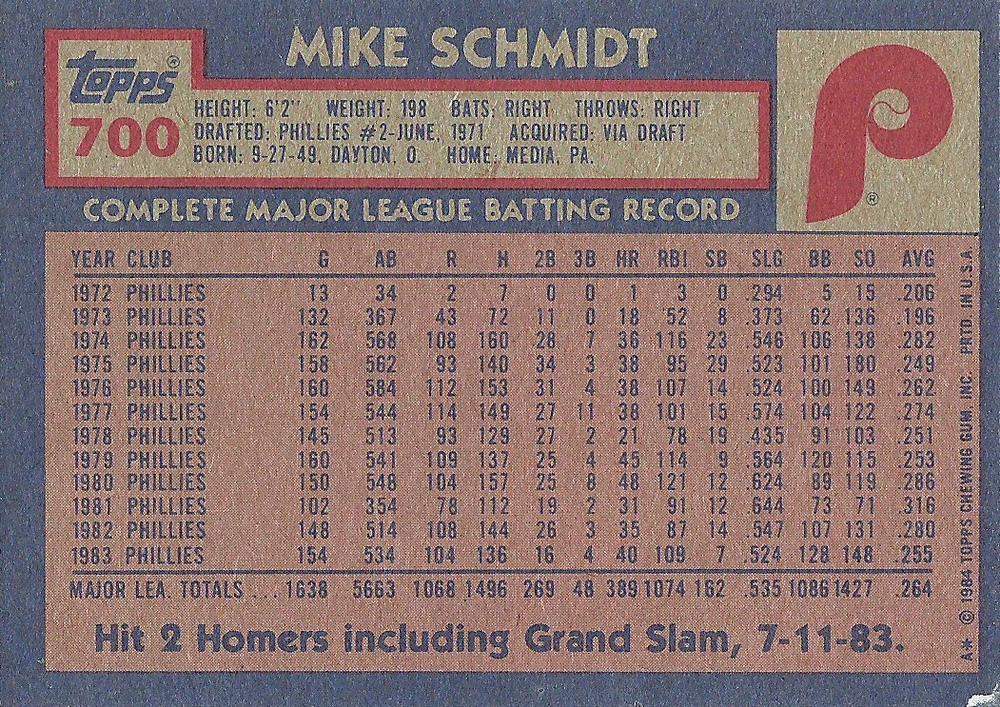 MIKE SCHMIDT
Topps®
700
HEIGHT: 6'2" WEIGHT: 198 BATS: RIGHT THROWS: RIGHT
DRAFTED: PHILLIES #2-JUNE, 1971 ACQUIRED: VIA DRAFT
BORN: 9-27-49, DAYTON, O. HOME: MEDIA, PA.
P
®
COMPLETE MAJOR LEAGUE BATTING RECORD
YEAR CLUB G AB R H 2B 3B HR RBI SB SLG BB SO AVG
1972 PHILLIES 13 34 2 7 0 0 1 3 0 .294 5 15 .206
1973 PHILLIES 132 367 43 72 11 0 18 52 8 .373 62 136 .196
1974 PHILLIES 162 568 108 160 28 7 36 116 23 .546 106 138 .282
1975 PHILLIES 158 562 93 140 34 3 38 95 29 .523 101 180 .249
1976 PHILLIES 160 584 112 153 31 4 38 107 14 .524 100 149 .262
1977 PHILLIES 154 544 114 149 27 11 38 101 15 .574 104 122 .274
1978 PHILLIES 145 513 93 129 27 2 21 78 19 .435 91 103 .251
1979 PHILLIES 160 541 109 137 25 4 45 114 9 .564 120 115 .253
1980 PHILLIES 150 548 104 157 25 8 48 121 12 .624 89 119 .286
1981 PHILLIES 102 354 78 112 19 2 31 91 12 .644 73 71 .316
1982 PHILLIES 148 514 108 144 26 3 35 87 14 .547 107 131 .280
1983 PHILLIES 154 534 104 136 16 4 40 109 7 .524 128 148 .255
MAJOR LEA. TOTALS ... 1638 5663 1068 1496 269 48 389 1074 162 .535 1086 1427 .264
Hit 2 Homers including Grand Slam, 7-11-83.
A* © 1984 TOPPS CHEWING GUM, INC. PRTD. IN U.S.A.